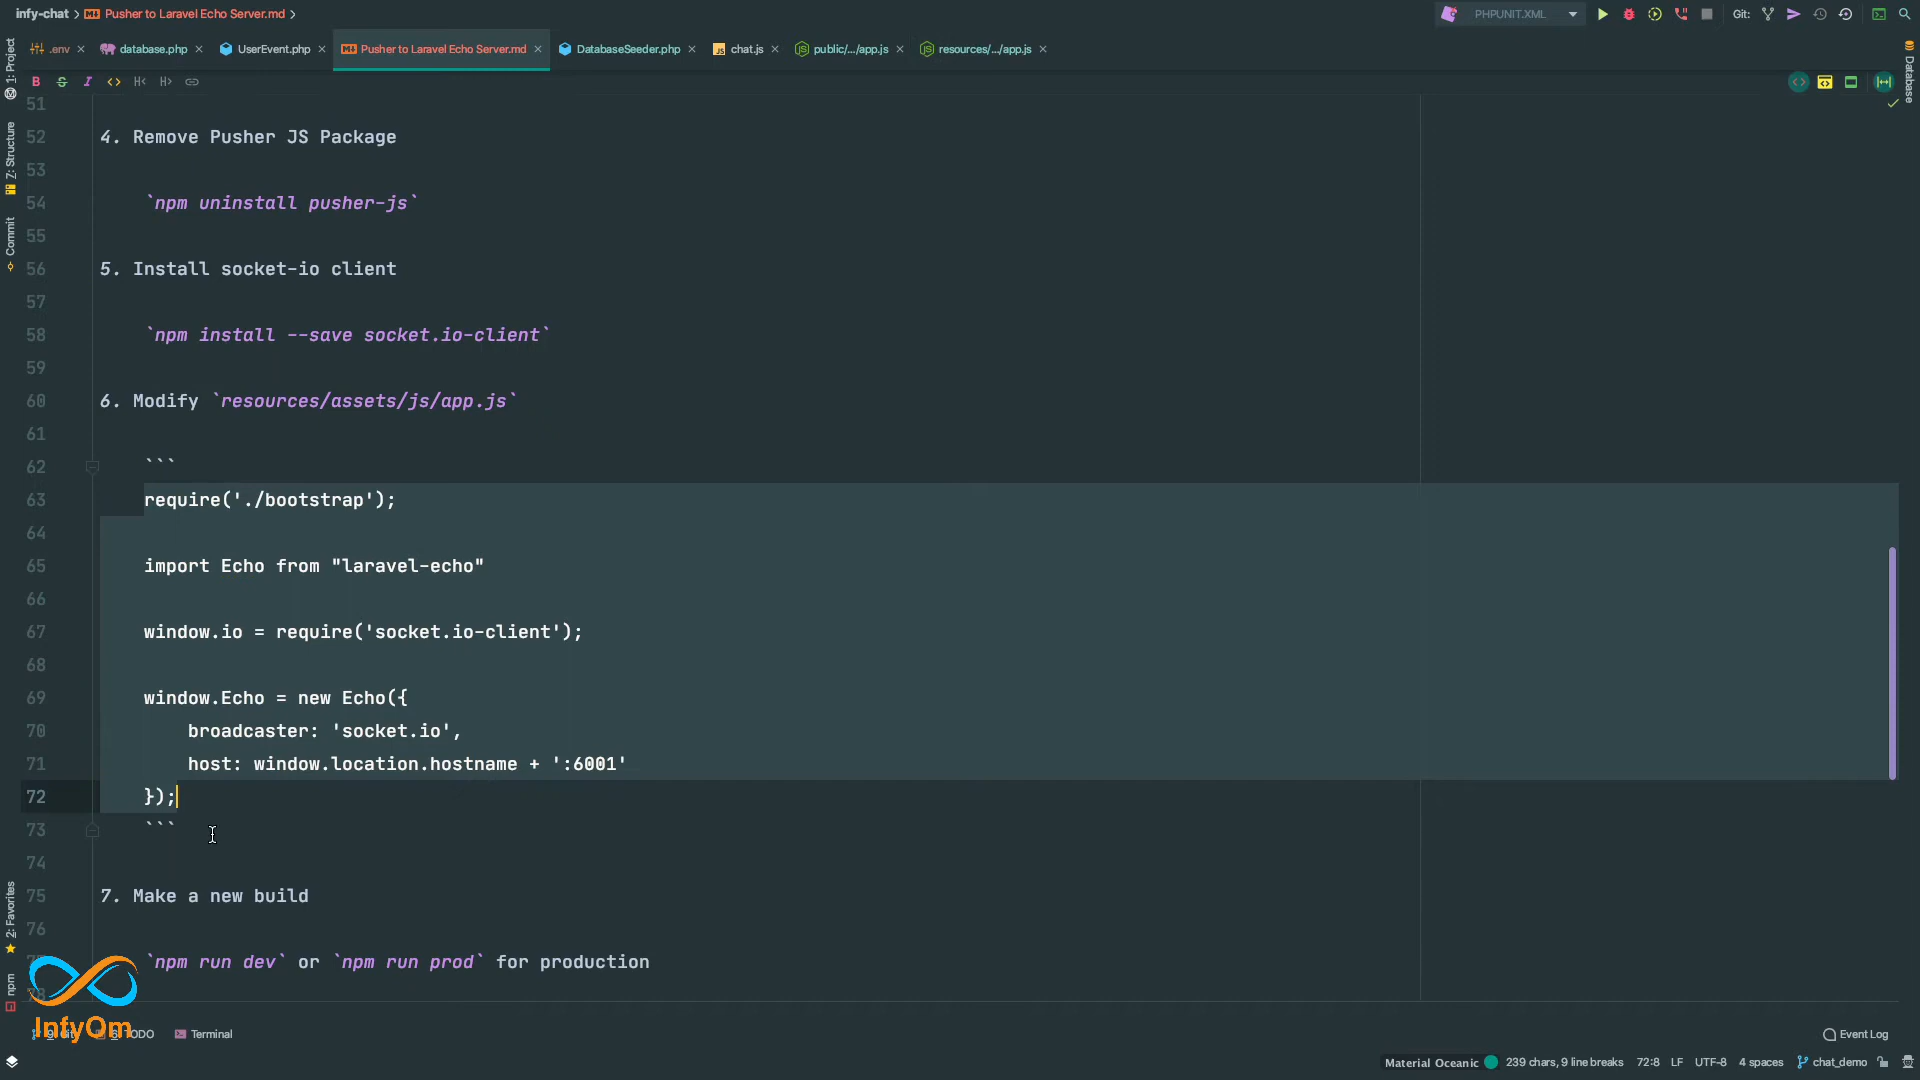 infy-chat
Pusher to Laravel Echo Server.md
PHPUNIT.XML
Git:
.env
database.php
UserEvent.php
Pusher to Laravel Echo Server.md
DatabaseSeeder.php
chat.js
public/.../app.js
resources/.../app.js
1: Project
Z: Structure
Commit
2: Favorites
npm
Database
51
52 4. Remove Pusher JS Package
53
54 `npm uninstall pusher-js`
55
56 5. Install socket-io client
57
58 `npm install --save socket.io-client`
59
60 6. Modify `resources/assets/js/app.js`
61
62 ```
63 require('./bootstrap');
64
65 import Echo from "laravel-echo"
66
67 window.io = require('socket.io-client');
68
69 window.Echo = new Echo({
70 broadcaster: 'socket.io',
71 host: window.location.hostname + ':6001'
72 });
73 ```
74
75 7. Make a new build
76
`npm run dev` or `npm run prod` for production
78
InfyOm
TODO
Terminal
Event Log
Material Oceanic
239 chars, 9 line breaks
72:8
LF
UTF-8
4 spaces
chat_demo